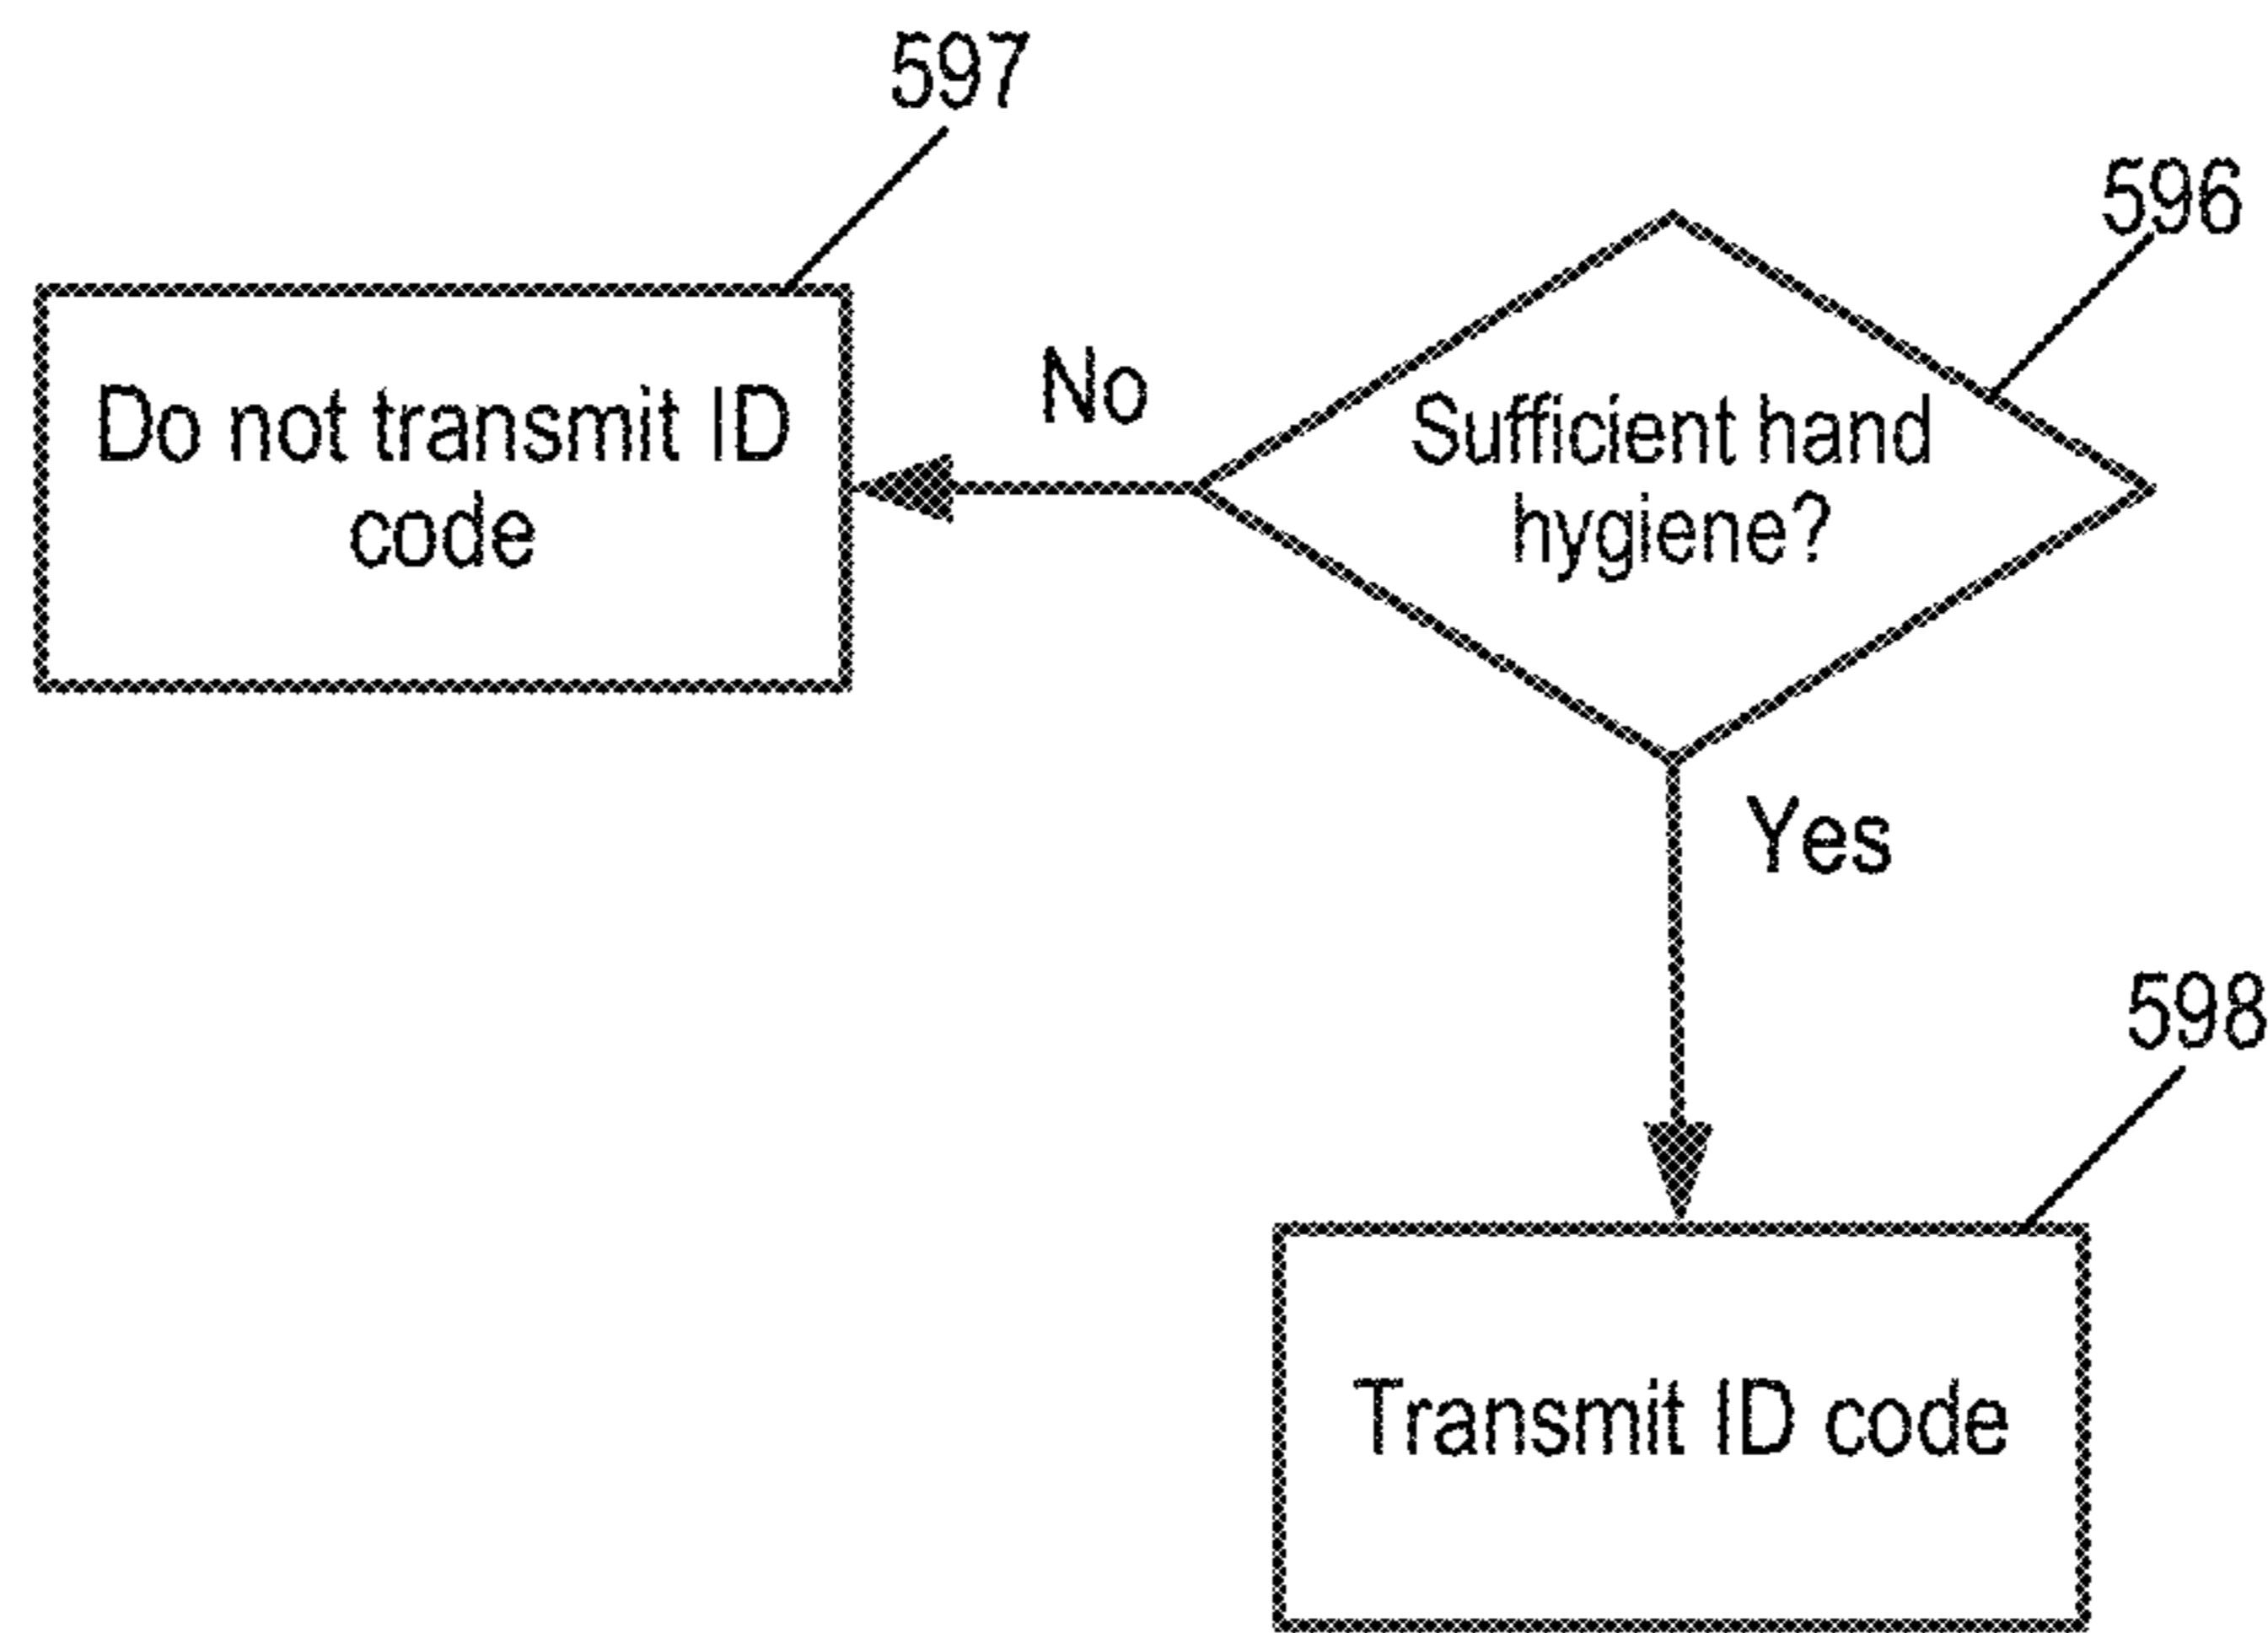 597
596
Do not transmit ID
code
No
Sufficient hand
hygiene?
Yes
598
Transmit ID code